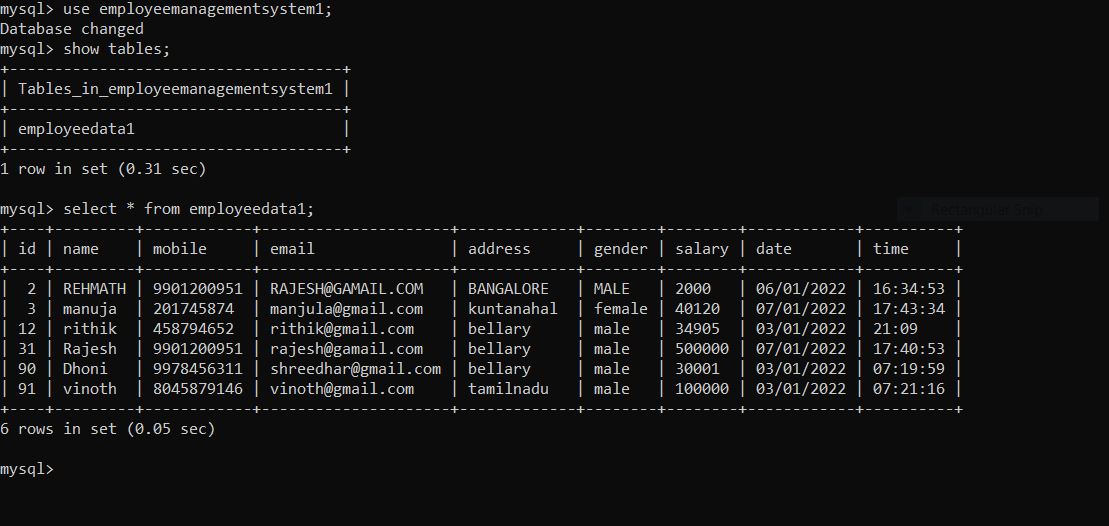 mysql> use employeemanagementsystem1;
Database changed
mysql> show tables;
+-------------------------------------+
| Tables_in_employeemanagementsystem1 |
+-------------------------------------+
| employeedata1                       |
+-------------------------------------+
1 row in set (0.31 sec)
mysql> select * from employeedata1;
Rectangular Snip
+----+---------+------------+---------------------+-------------+--------+--------+------------+----------+
| id | name    | mobile     | email               | address     | gender | salary | date       | time     |
+----+---------+------------+---------------------+-------------+--------+--------+------------+----------+
|  2 | REHMATH | 9901200951 | RAJESH@GAMAIL.COM   | BANGALORE   | MALE   | 2000   | 06/01/2022 | 16:34:53 |
|  3 | manuja  | 201745874  | manjula@gmail.com   | kuntanahal  | female | 40120  | 07/01/2022 | 17:43:34 |
| 12 | rithik  | 458794652  | rithik@gmail.com    | bellary     | male   | 34905  | 03/01/2022 | 21:09    |
| 31 | Rajesh  | 9901200951 | rajesh@gamail.com   | bellary     | male   | 500000 | 07/01/2022 | 17:40:53 |
| 90 | Dhoni   | 9978456311 | shreedhar@gmail.com | bellary     | male   | 30001  | 03/01/2022 | 07:19:59 |
| 91 | vinoth  | 8045879146 | vinoth@gmail.com    | tamilnadu   | male   | 100000 | 03/01/2022 | 07:21:16 |
+----+---------+------------+---------------------+-------------+--------+--------+------------+----------+
6 rows in set (0.05 sec)
mysql>